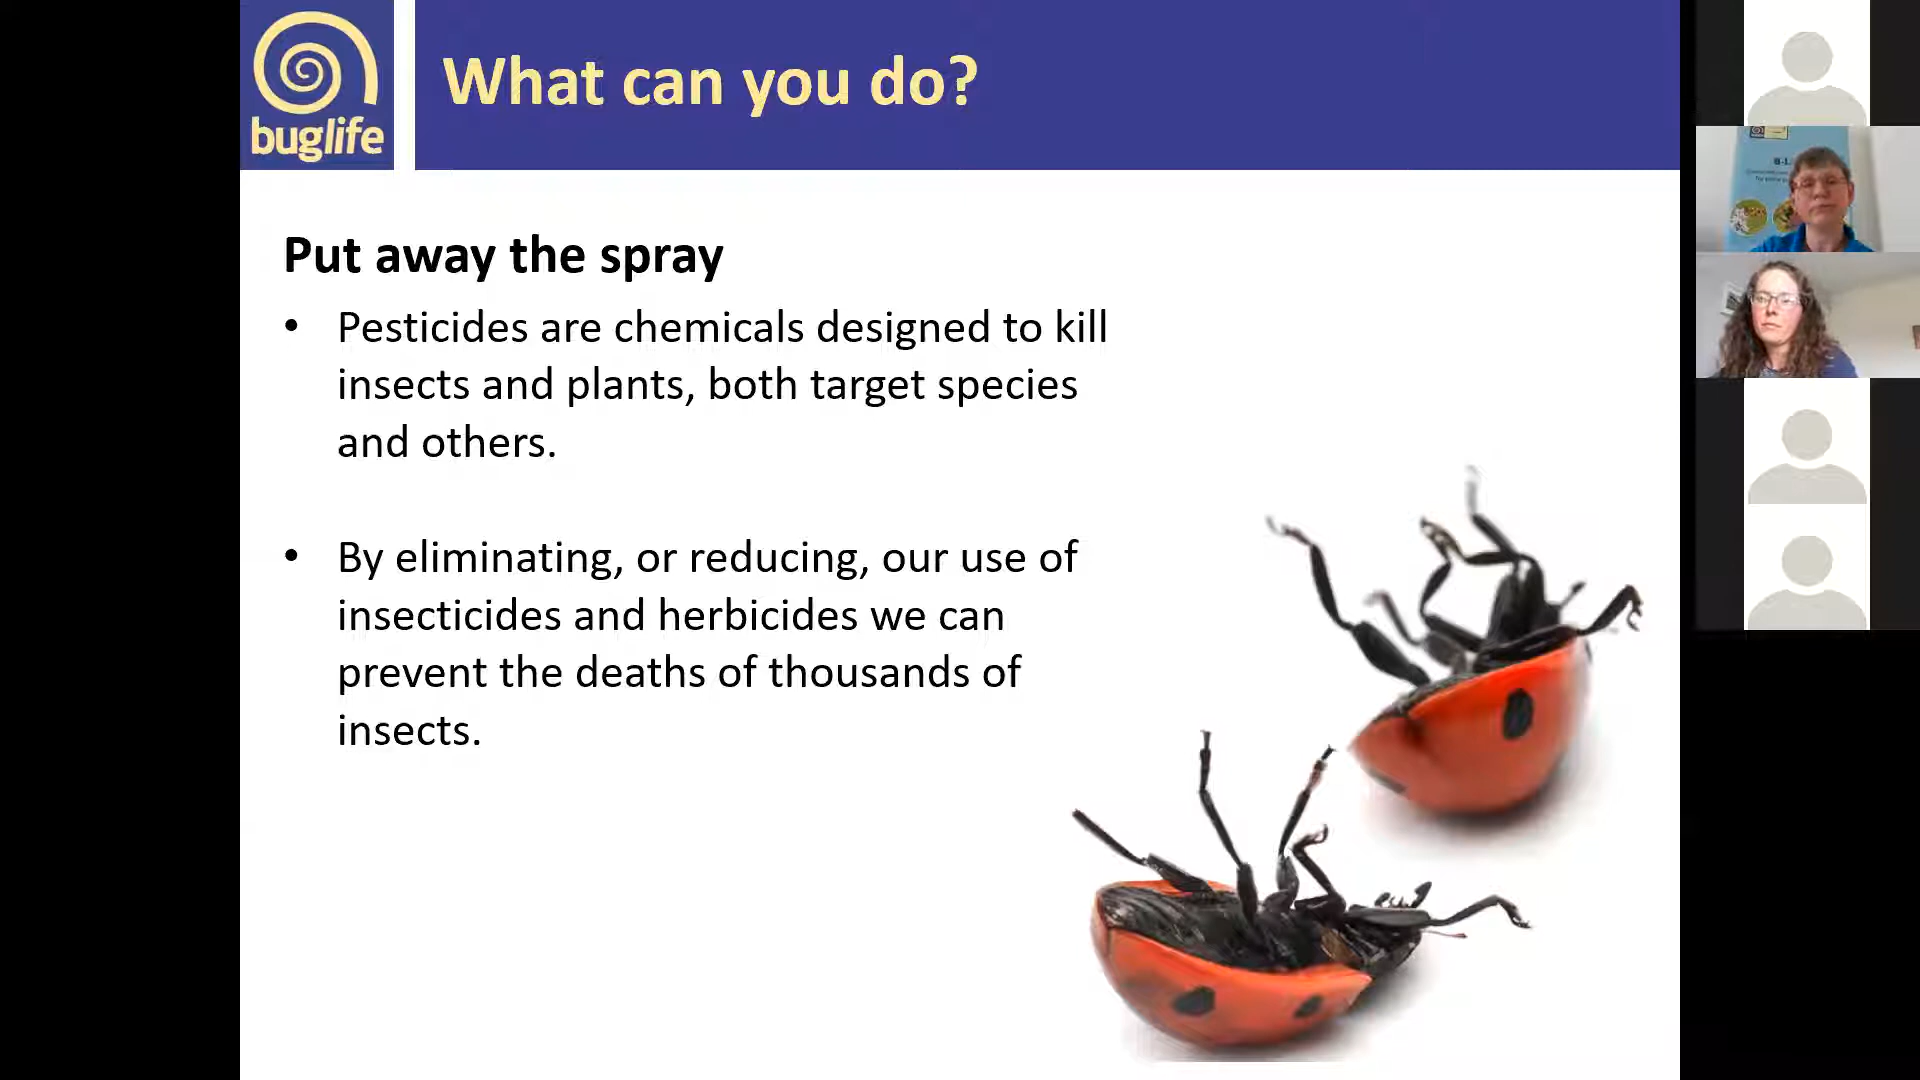 buglife
What can you do?
Put away the spray
• Pesticides are chemicals designed to kill
insects and plants, both target species
and others.
• By eliminating, or reducing, our use of
insecticides and herbicides we can
prevent the deaths of thousands of
insects.